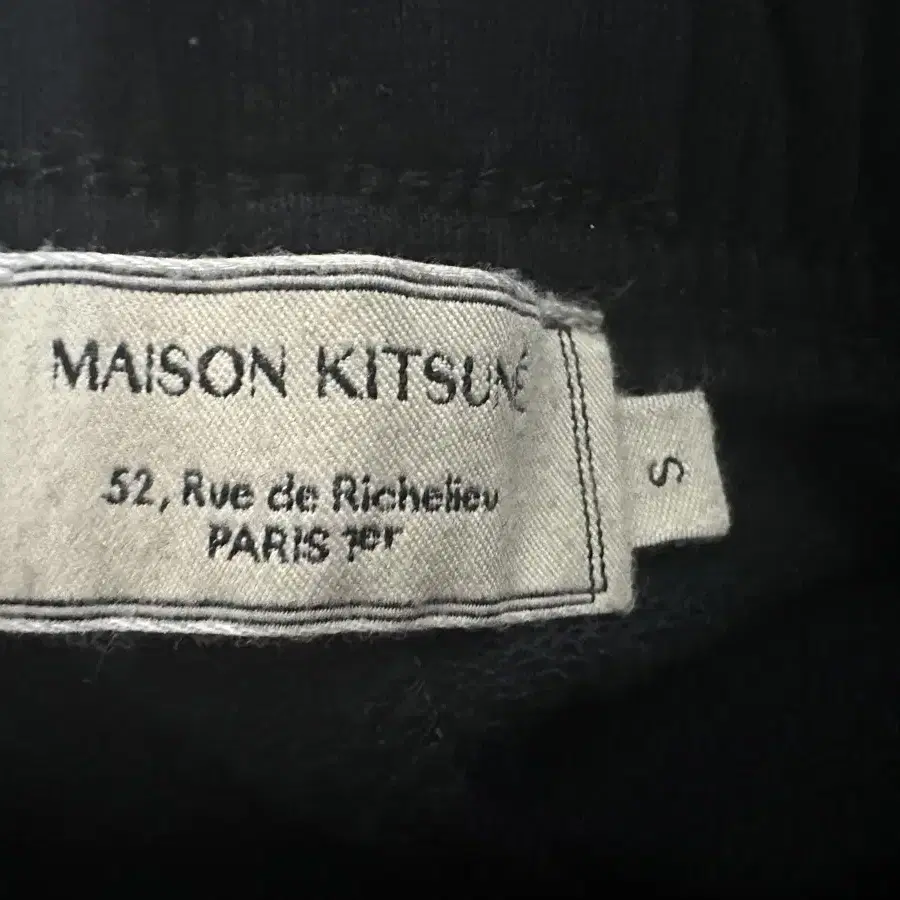 MAISON KITSUNÉ
52, Rue de Richelieu
PARIS 1er
S